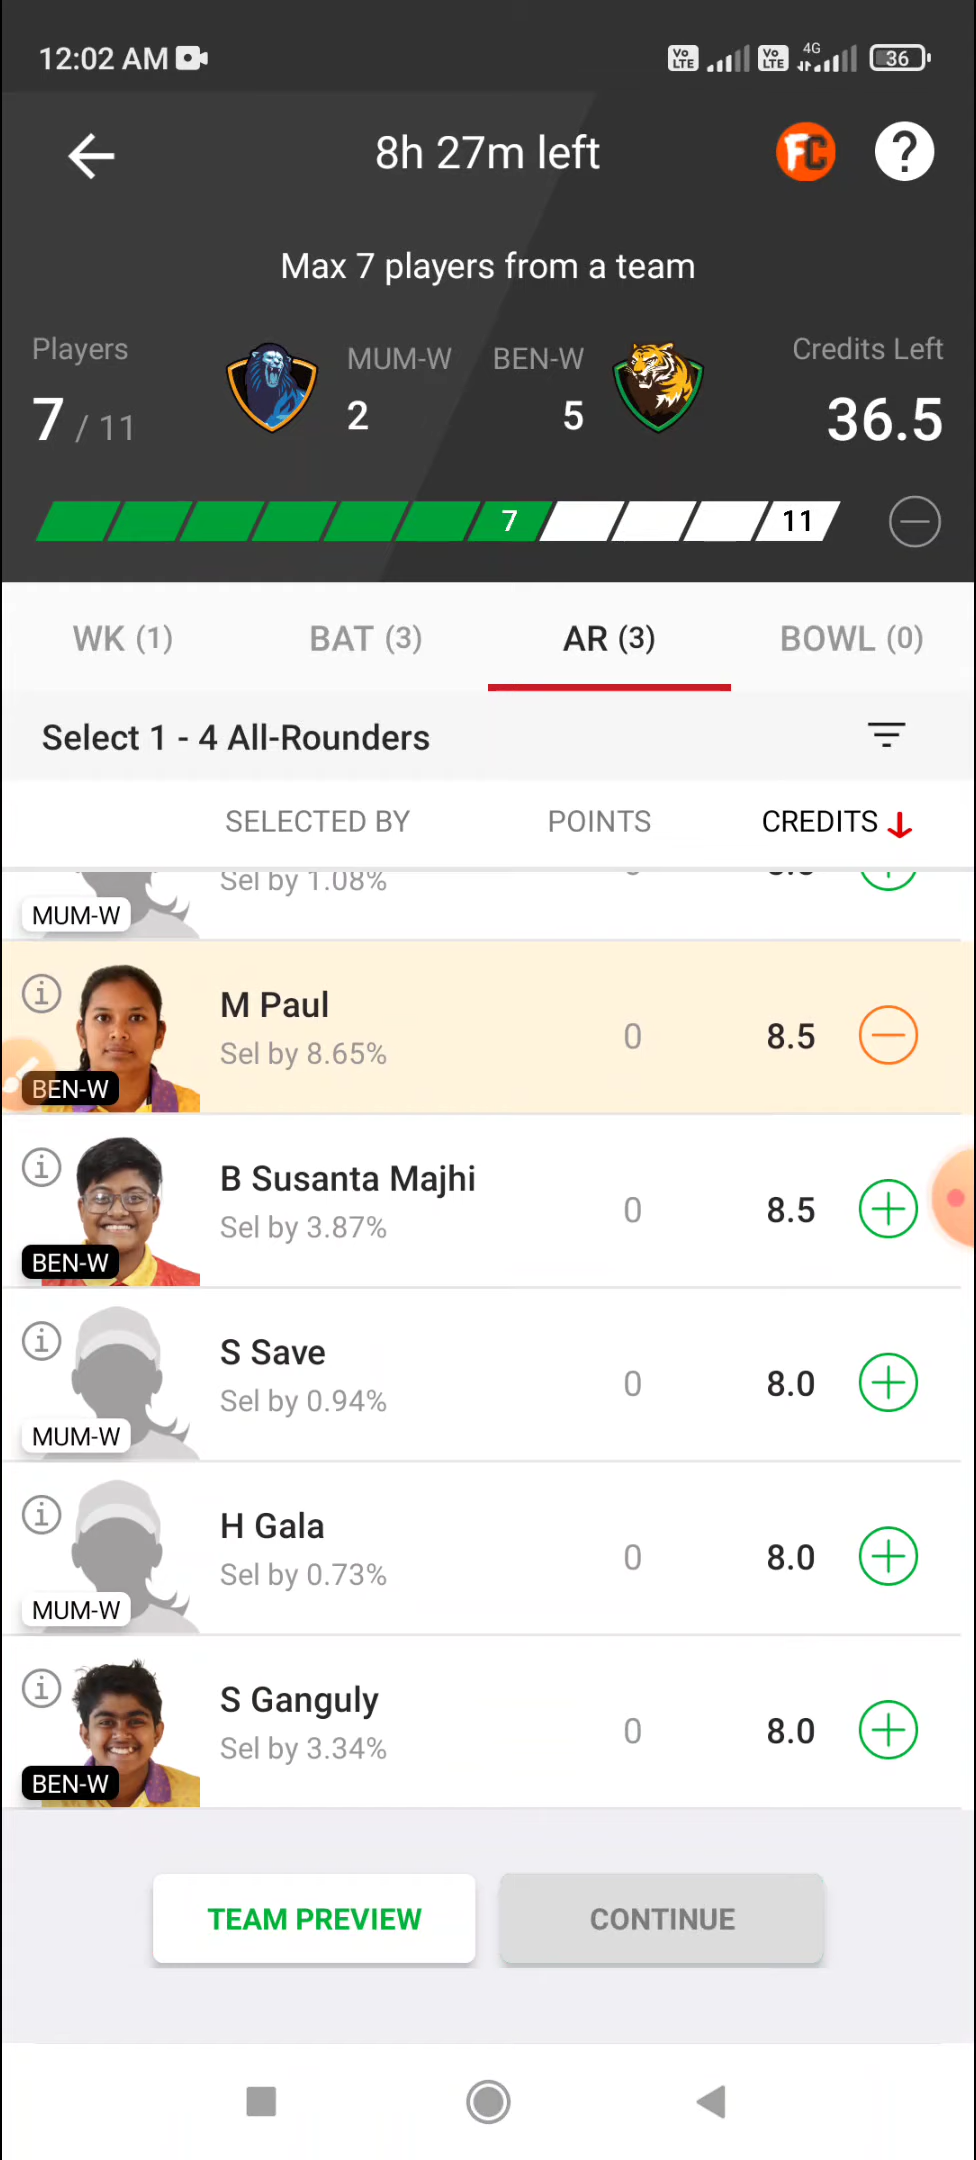 12:02 AM
Vo LTE Vo LTE 4G 36
8h 27m left
FC ?
Max 7 players from a team
Players MUM-W BEN-W Credits Left
7 / 11 2 5 36.5
7 11
WK (1) BAT (3) AR (3) BOWL (0)
Select 1 - 4 All-Rounders
SELECTED BY POINTS CREDITS
Sel by 1.08%
MUM-W
M Paul
Sel by 8.65% 0 8.5
BEN-W
B Susanta Majhi
Sel by 3.87% 0 8.5
BEN-W
S Save
Sel by 0.94% 0 8.0
MUM-W
H Gala
Sel by 0.73% 0 8.0
MUM-W
S Ganguly
Sel by 3.34% 0 8.0
BEN-W
TEAM PREVIEW CONTINUE